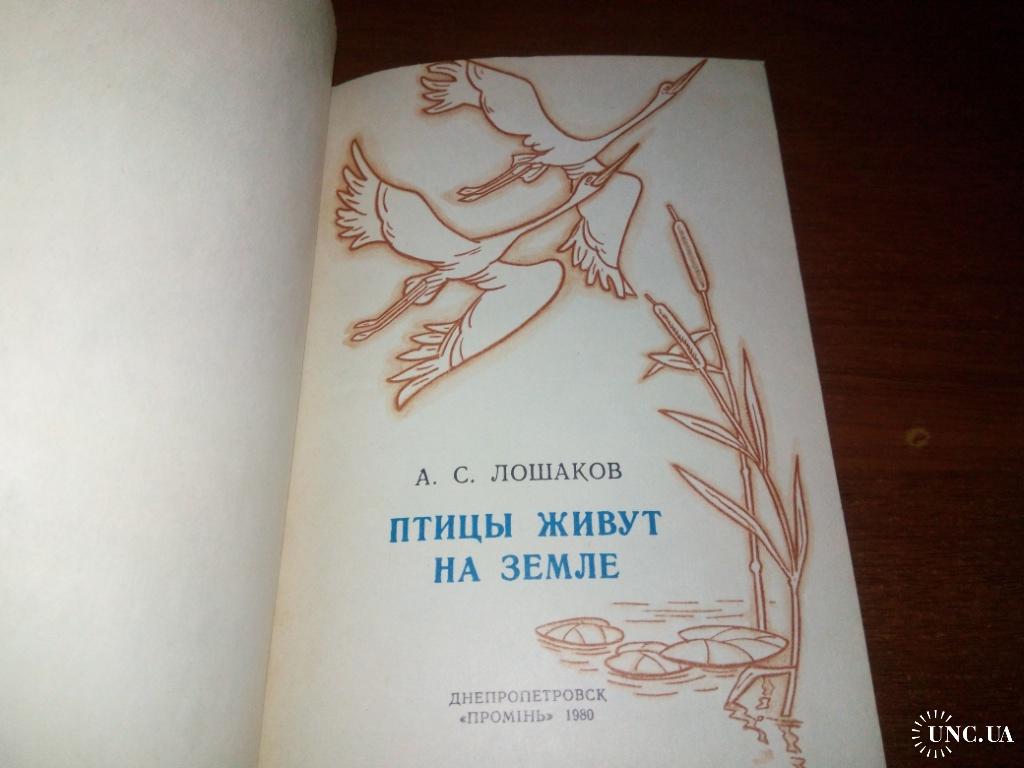 А. С. ЛОШАКОВ
ПТИЦЫ ЖИВУТ
НА ЗЕМЛЕ
ДНЕПРОПЕТРОВСК
«ПРОМІНЬ» 1980
UNC.UA